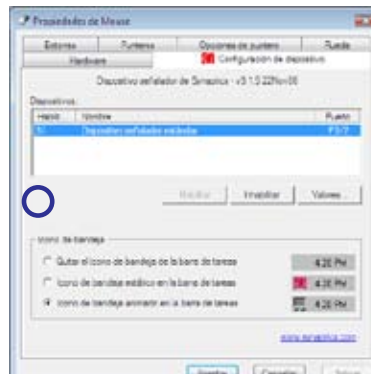 Propiedades de Mouse
Botones Punteros Opciones de puntero Rueda
Hardware Configuración de dispositivo
Dispositivo señalador de Synaptics - v9.1.5 22Nov06
Dispositivos:
Habili. Nombre Puerto
Sí Dispositivo señalador estándar PS/2
Habilitar Inhabilitar Valores...
Icono de bandeja
Quitar el icono de bandeja de la barra de tareas 4:20 PM
Icono de bandeja estático en la barra de tareas 4:20 PM
Icono de bandeja animado en la barra de tareas 4:20 PM
www.synaptics.com
Aceptar Cancelar